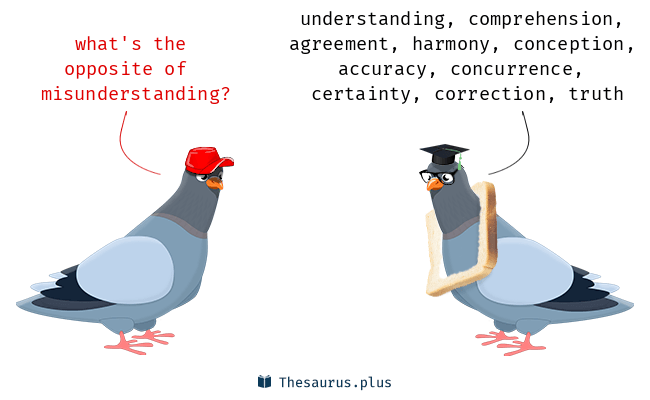 what's the
opposite of
misunderstanding?
understanding, comprehension,
agreement, harmony, conception,
accuracy, concurrence,
certainty, correction, truth
Thesaurus.plus